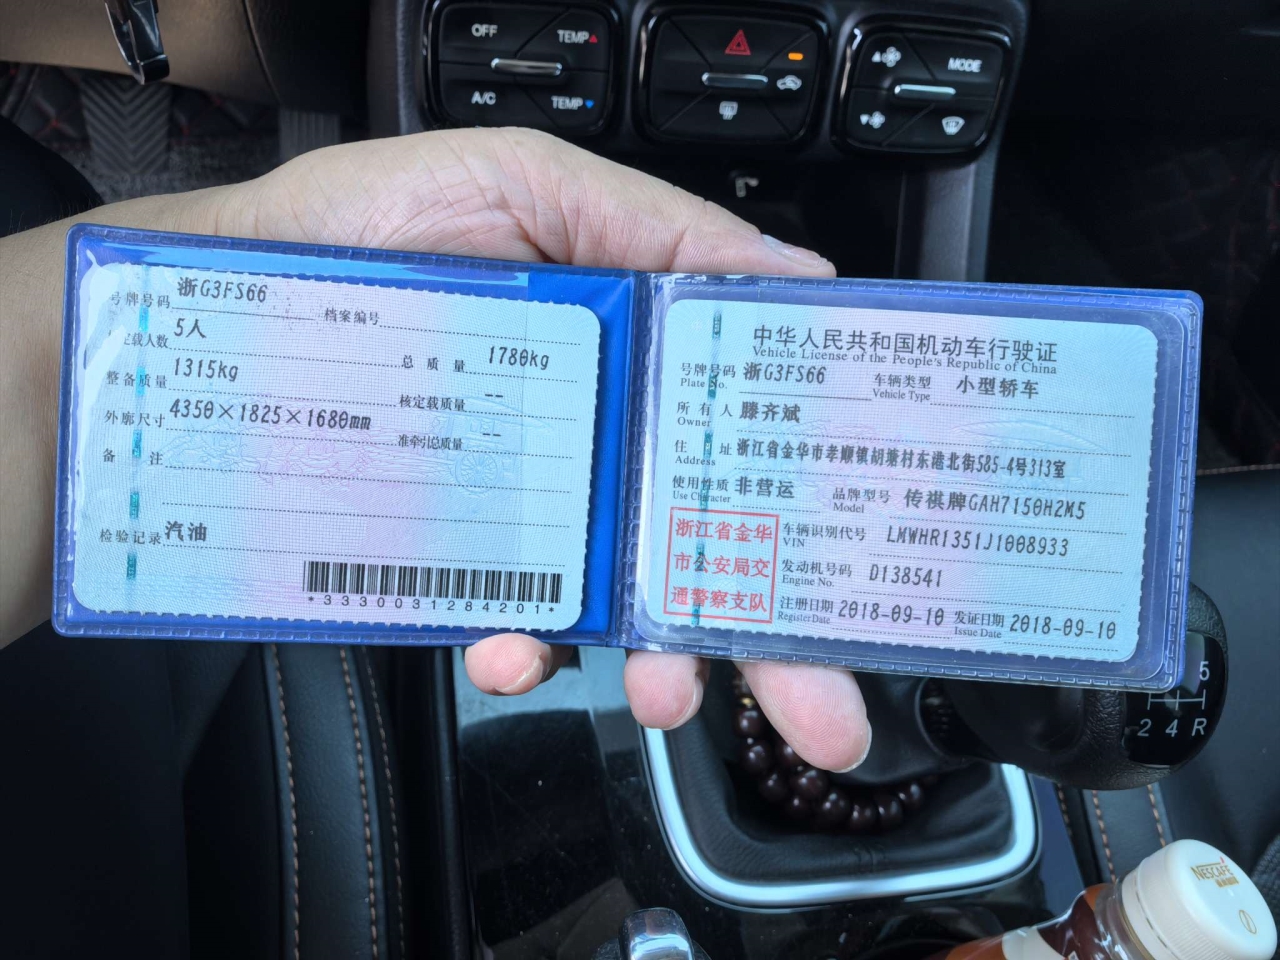 OFF
TEMP
A/C
TEMP
MODE
号牌号码 浙G3FS66 档案编号
定载人数 5人 总质量 1780kg
整备质量 1315kg 核定载质量 --
外廓尺寸 4350×1825×1680mm 准牵引总质量 --
备注
检验记录 汽油
*3330031284201*
中华人民共和国机动车行驶证
Vehicle License of the People's Republic of China
号牌号码 浙G3FS66 车辆类型 小型轿车
Plate No. Vehicle Type
所有人 滕齐斌
Owner
住址 浙江省金华市孝顺镇胡塘村东港北街585-4号313室
Address
使用性质 非营运 品牌型号 传祺牌GAH7150H2M5
Use Character Model
浙江省金华
市公安局交
通警察支队
车辆识别代号 LMWHR1351J1008933
VIN
发动机号码 D138541
Engine No.
注册日期 2018-09-10 发证日期 2018-09-10
Register Date Issue Date
5
2 4 R
NESCAFÉ